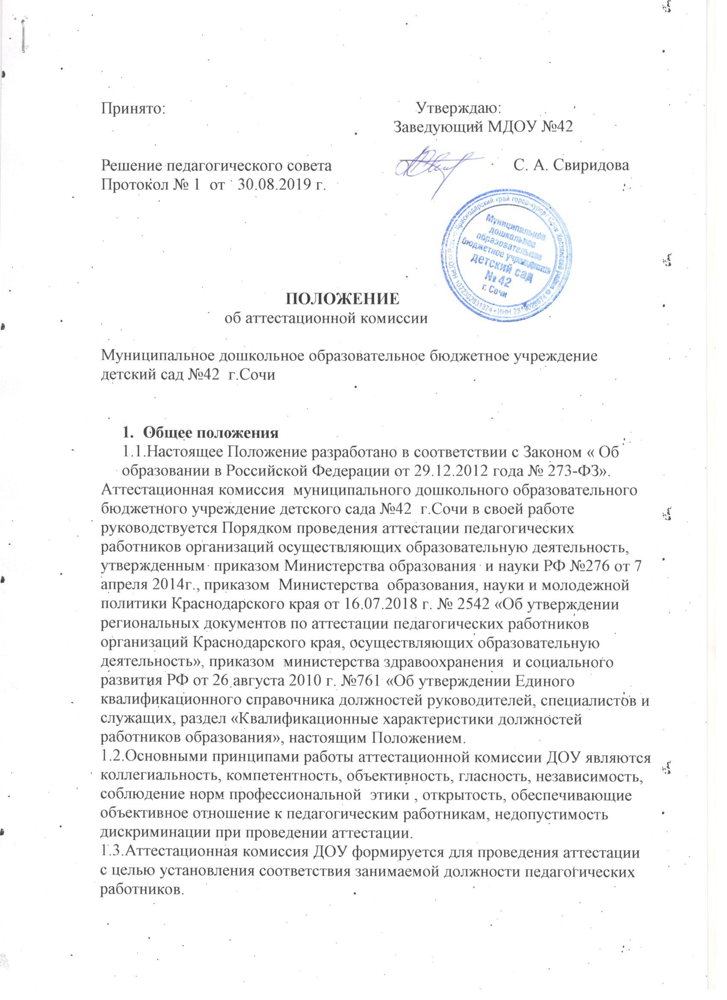 Принято:
Утверждаю:
Заведующий МДОУ №42
Решение педагогического совета
С. А. Свиридова
Протокол № 1 от 30.08.2019 г.
Краснодарский край город-курорт Сочи Хостинский район
ОГРН 1022302831374 • ИНН
Муниципальное
дошкольное
образовательное
бюджетное учреждение
детский сад
№ 42
г. Сочи
ПОЛОЖЕНИЕ
об аттестационной комиссии
Муниципальное дошкольное образовательное бюджетное учреждение
детский сад №42 г.Сочи
1. Общее положения
1.1.Настоящее Положение разработано в соответствии с Законом « Об
образовании в Российской Федерации от 29.12.2012 года № 273-ФЗ».
Аттестационная комиссия муниципального дошкольного образовательного
бюджетного учреждение детского сада №42 г.Сочи в своей работе
руководствуется Порядком проведения аттестации педагогических
работников организаций осуществляющих образовательную деятельность,
утвержденным приказом Министерства образования и науки РФ №276 от 7
апреля 2014г., приказом Министерства образования, науки и молодежной
политики Краснодарского края от 16.07.2018 г. № 2542 «Об утверждении
региональных документов по аттестации педагогических работников
организаций Краснодарского края, осуществляющих образовательную
деятельность», приказом министерства здравоохранения и социального
развития РФ от 26 августа 2010 г. №761 «Об утверждении Единого
квалификационного справочника должностей руководителей, специалистов и
служащих, раздел «Квалификационные характеристики должностей
работников образования», настоящим Положением.
1.2.Основными принципами работы аттестационной комиссии ДОУ являются
коллегиальность, компетентность, объективность, гласность, независимость,
соблюдение норм профессиональной этики , открытость, обеспечивающие
объективное отношение к педагогическим работникам, недопустимость
дискриминации при проведении аттестации.
1.3.Аттестационная комиссия ДОУ формируется для проведения аттестации
с целью установления соответствия занимаемой должности педагогических
работников.